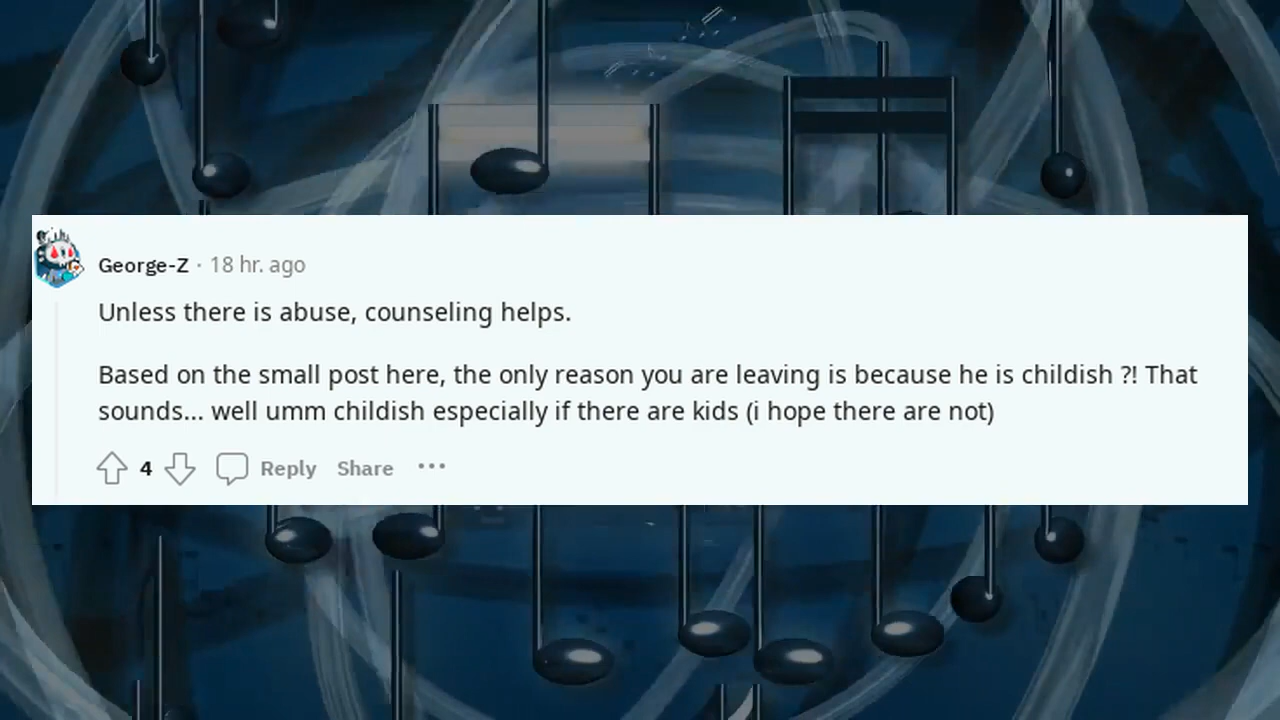 George-Z · 18 hr. ago
Unless there is abuse, counseling helps.
Based on the small post here, the only reason you are leaving is because he is childish ?! That
sounds... well umm childish especially if there are kids (i hope there are not)
4 Reply Share ···